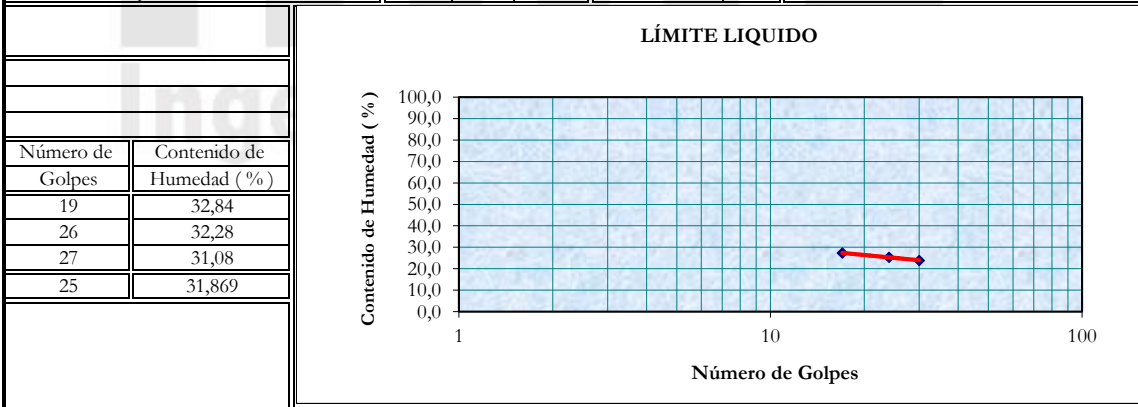 LÍMITE LIQUIDO
Inge
Número de Golpes
Contenido de Humedad ( % )
19 32,84
26 32,28
27 31,08
25 31,869
Contenido de Humedad ( % )
100,0
90,0
80,0
70,0
60,0
50,0
40,0
30,0
20,0
10,0
0,0
1 10 100
Número de Golpes